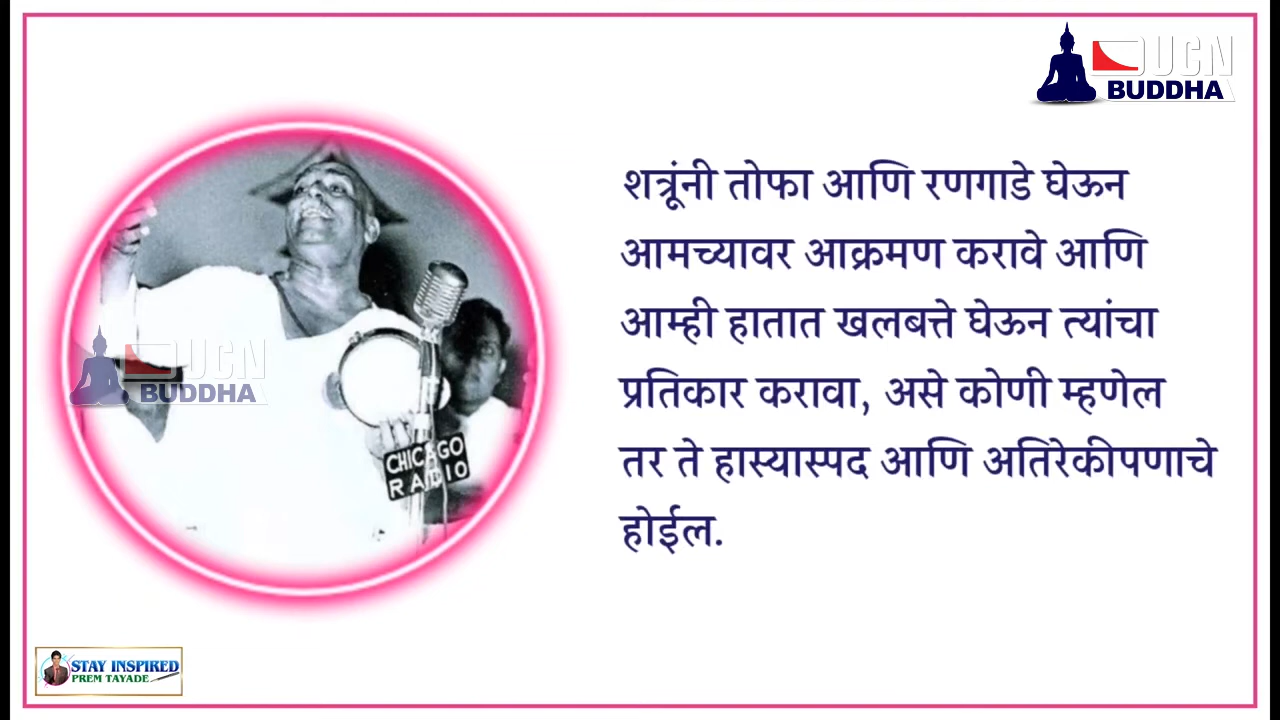 UCN
BUDDHA
शत्रूंनी तोफा आणि रणगाडे घेऊन
आमच्यावर आक्रमण करावे आणि
आम्ही हातात खलबत्ते घेऊन त्यांचा
प्रतिकार करावा, असे कोणी म्हणेल
तर ते हास्यास्पद आणि अतिरेकीपणाचे
होईल.
UCN
BUDDHA
CHICAGO
RADIO
STAY INSPIRED
PREM TAYADE